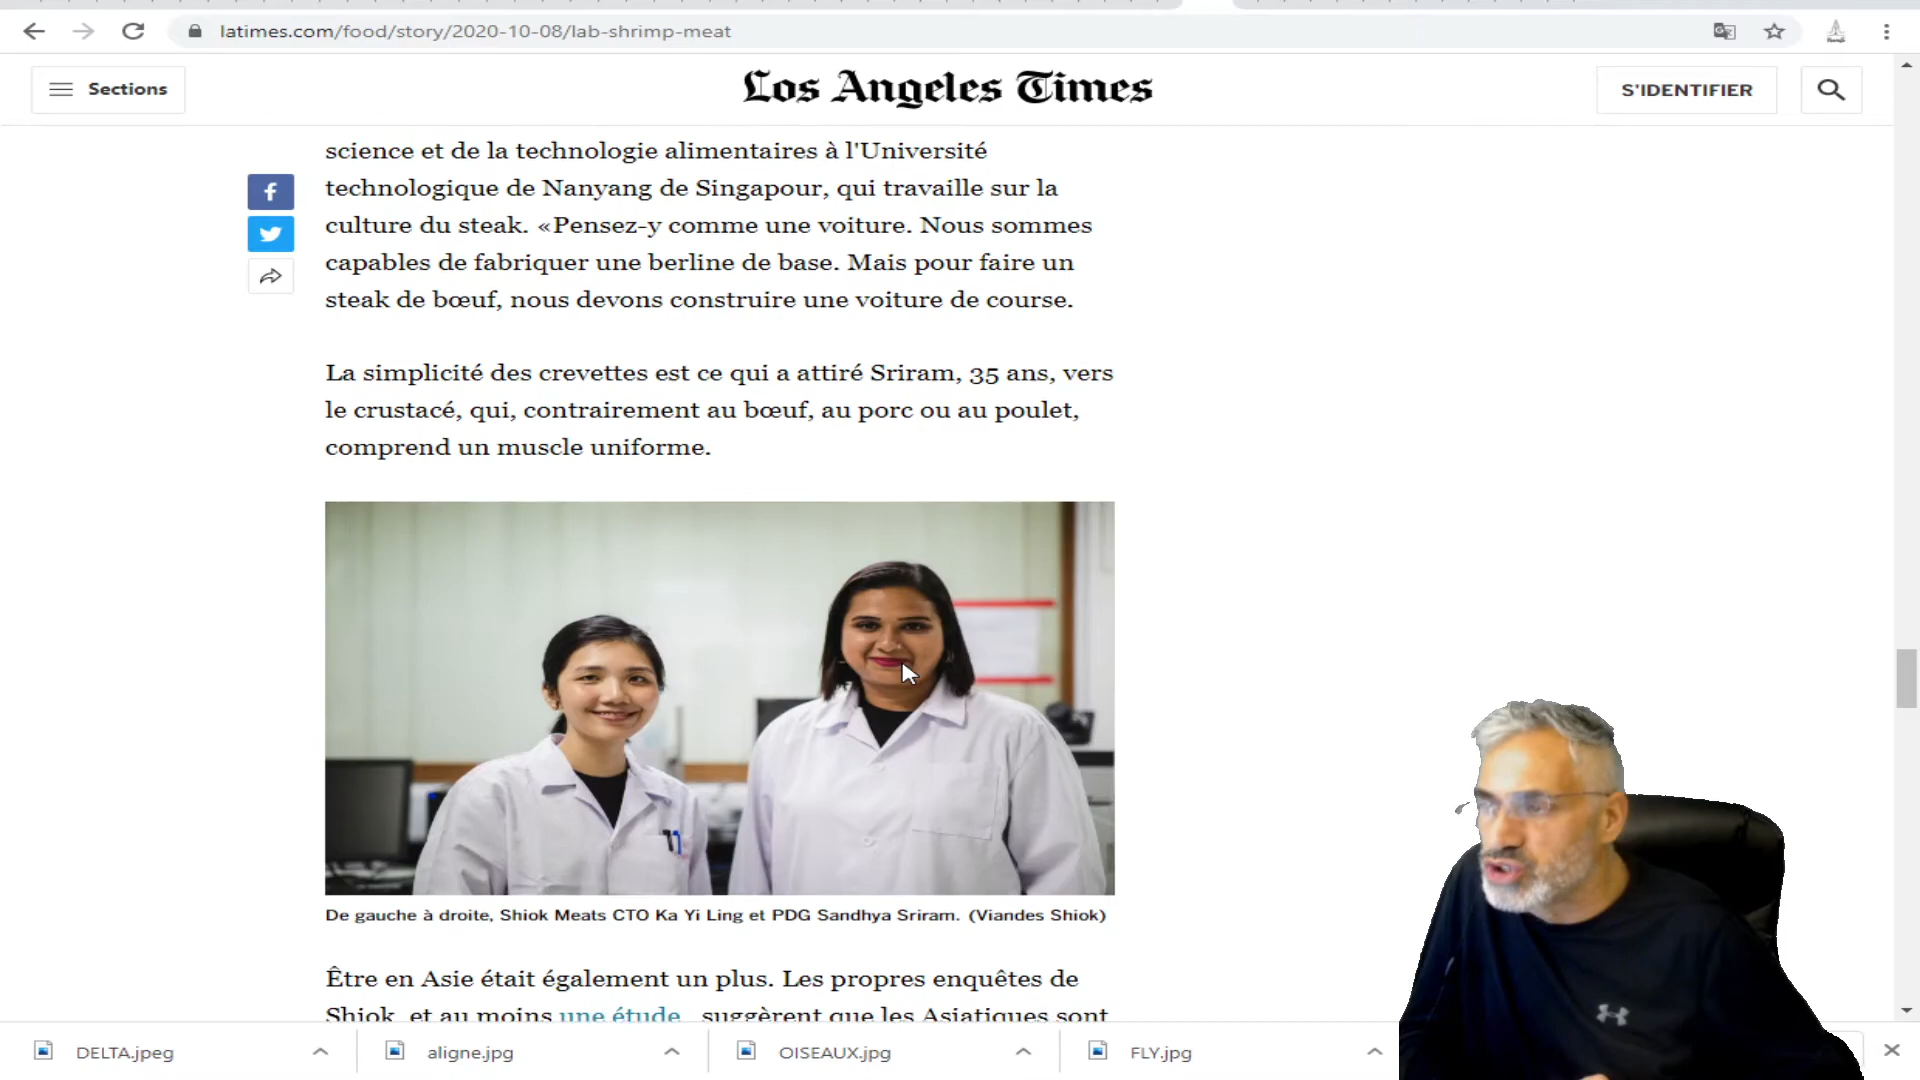 latimes.com/food/story/2020-10-08/lab-shrimp-meat
Sections
Los Angeles Times
S'IDENTIFIER
science et de la technologie alimentaires à l'Université
technologique de Nanyang de Singapour, qui travaille sur la
culture du steak. «Pensez-y comme une voiture. Nous sommes
capables de fabriquer une berline de base. Mais pour faire un
steak de bœuf, nous devons construire une voiture de course.
La simplicité des crevettes est ce qui a attiré Sriram, 35 ans, vers
le crustacé, qui, contrairement au bœuf, au porc ou au poulet,
comprend un muscle uniforme.
De gauche à droite, Shiok Meats CTO Ka Yi Ling et PDG Sandhya Sriram. (Viandes Shiok)
Être en Asie était également un plus. Les propres enquêtes de
Shiok, et au moins une étude , suggèrent que les Asiatiques sont
DELTA.jpeg
aligne.jpg
OISEAUX.jpg
FLY.jpg